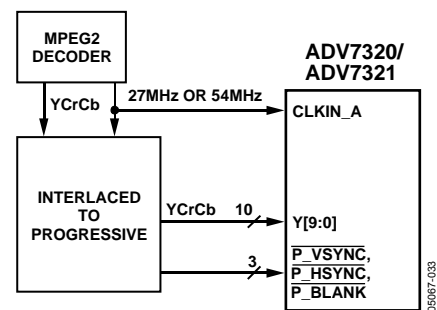 MPEG2
DECODER
YCrCb
27MHz OR 54MHz
ADV7320/
ADV7321
CLKIN_A
INTERLACED
TO
PROGRESSIVE
YCrCb
10
Y[9:0]
3
P_VSYNC,
P_HSYNC,
P_BLANK
05067-033